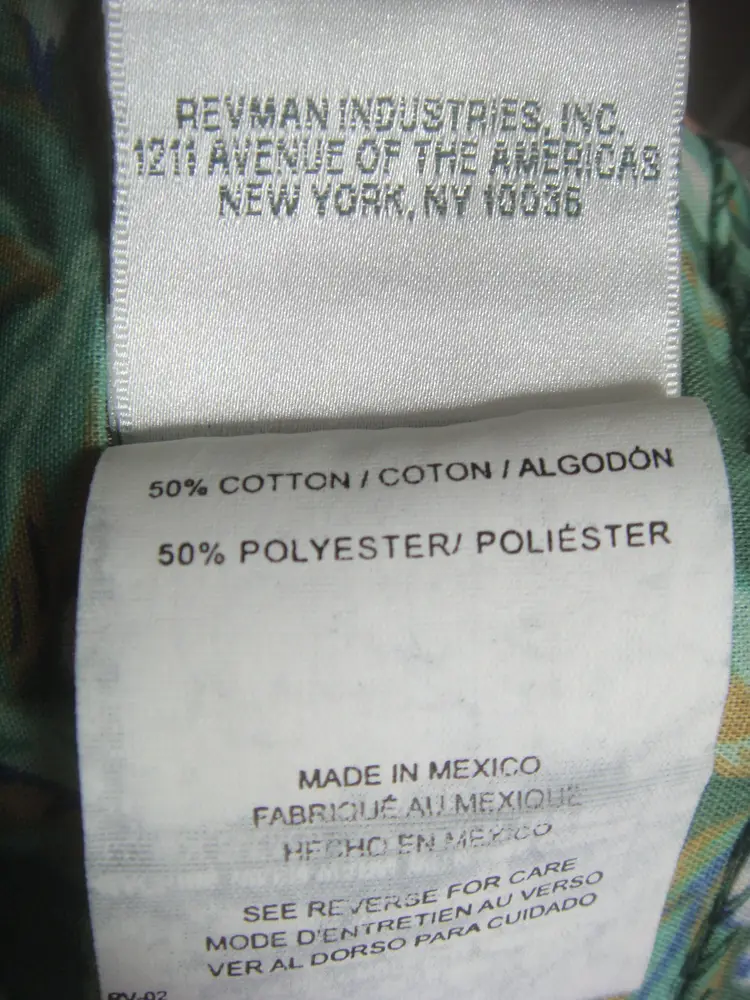 REVMAN INDUSTRIES, INC.
1211 AVENUE OF THE AMERICAS
NEW YORK, NY 10036
50% COTTON / COTON / ALGODÓN
50% POLYESTER/ POLIÉSTER
MADE IN MEXICO
FABRIQUÉ AU MEXIQUE
HECHO EN MEXICO
SEE REVERSE FOR CARE
MODE D'ENTRETIEN AU VERSO
VER AL DORSO PARA CUIDADO
RV-02